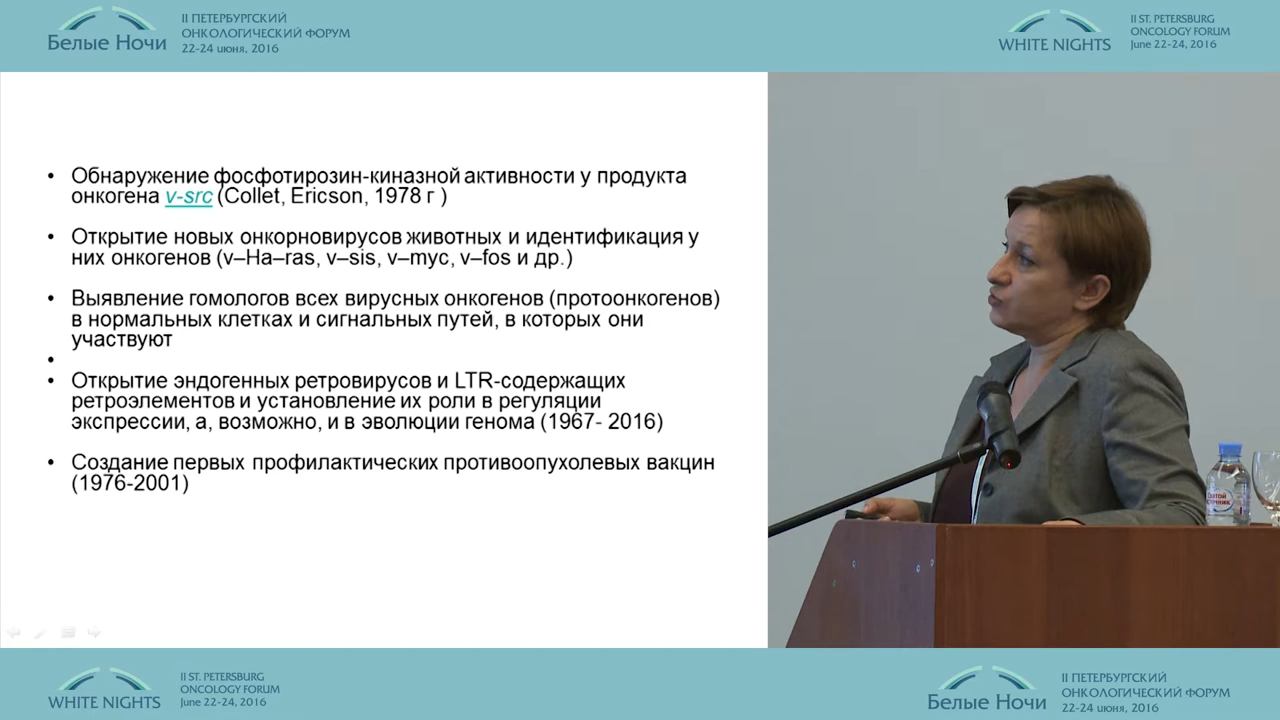 Белые Ночи
II ПЕТЕРБУРГСКИЙ
ОНКОЛОГИЧЕСКИЙ ФОРУМ
22-24 июня, 2016
WHITE NIGHTS
II ST. PETERSBURG
ONCOLOGY FORUM
June 22-24, 2016
• Обнаружение фосфотирозин-киназной активности у продукта
онкогена v-src (Collet, Ericson, 1978 г )
• Открытие новых онкорновирусов животных и идентификация у
них онкогенов (v–Ha–ras, v–sis, v–myc, v–fos и др.)
• Выявление гомологов всех вирусных онкогенов (протоонкогенов)
в нормальных клетках и сигнальных путей, в которых они
участвуют
•
• Открытие эндогенных ретровирусов и LTR-содержащих
ретроэлементов и установление их роли в регуляции
экспрессии, а, возможно, и в эволюции генома (1967- 2016)
• Создание первых профилактических противоопухолевых вакцин
(1976-2001)
WHITE NIGHTS
II ST. PETERSBURG
ONCOLOGY FORUM
June 22-24, 2016
Белые Ночи
II ПЕТЕРБУРГСКИЙ
ОНКОЛОГИЧЕСКИЙ ФОРУМ
22-24 июня, 2016